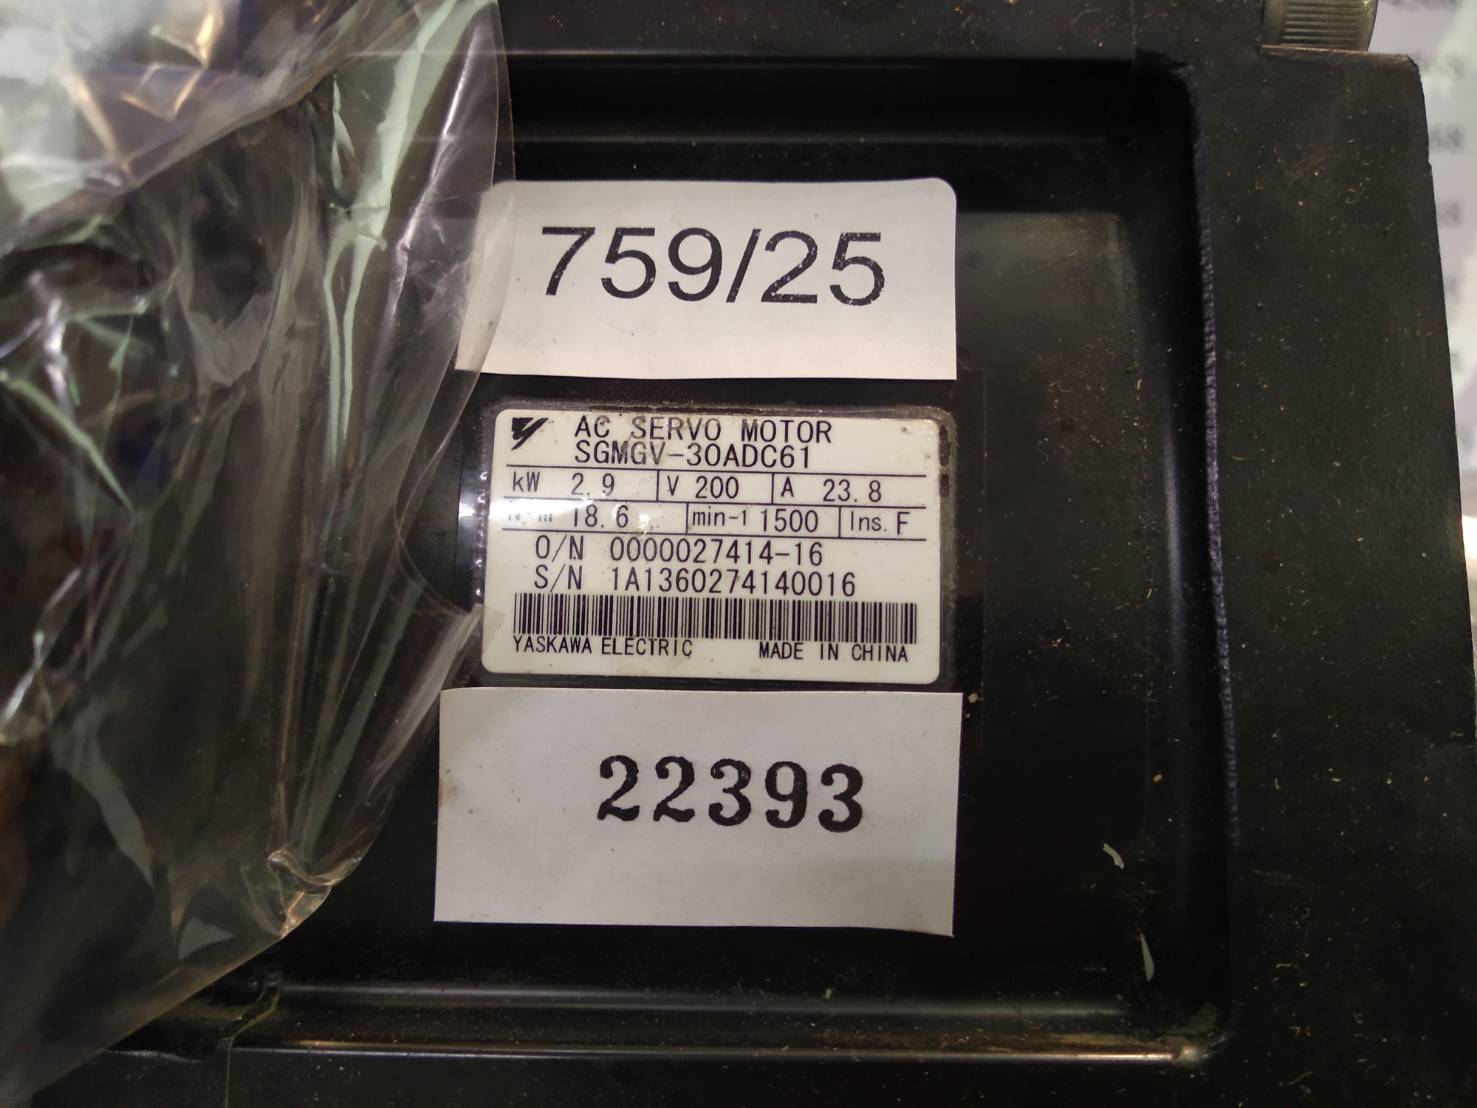 759/25
AC SERVO MOTOR
SGMGV-30ADC61
kW 2.9 V 200 A 23.8
N·m 18.6 min-1 1500 Ins. F
O/N 0000027414-16
S/N 1A1360274140016
YASKAWA ELECTRIC MADE IN CHINA
22393